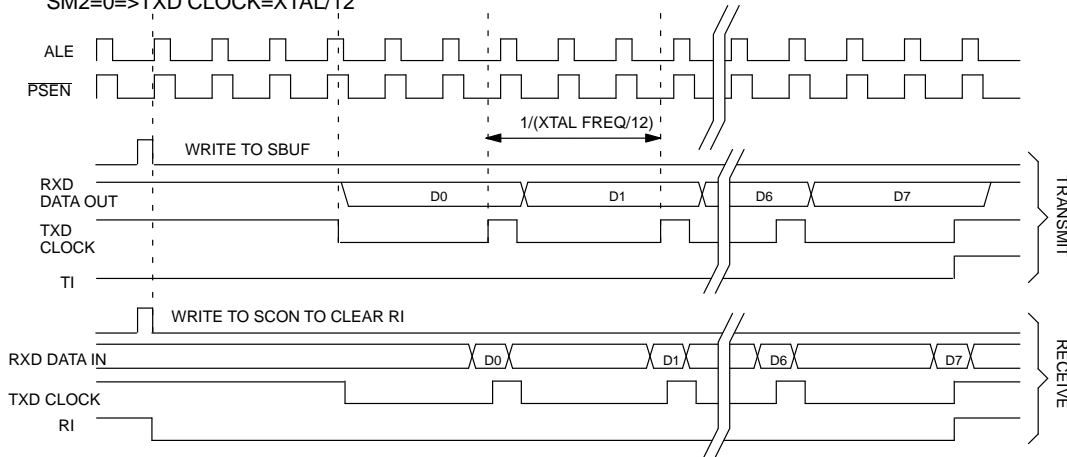 SM2=0=>TXD CLOCK=XTAL/12
ALE
PSEN
1/(XTAL FREQ/12)
WRITE TO SBUF
RXD
DATA OUT
D0
D1
D6
D7
TXD
CLOCK
TI
TRANSMIT
WRITE TO SCON TO CLEAR RI
RXD DATA IN
D0
D1
D6
D7
TXD CLOCK
RI
RECEIVE